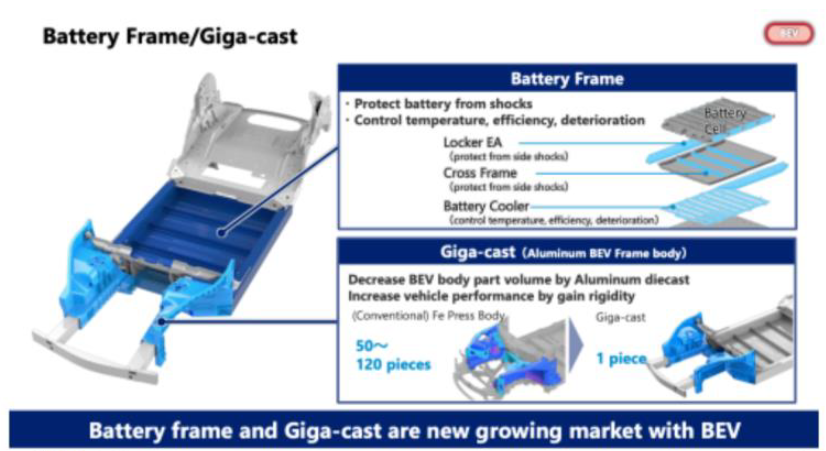 Battery Frame/Giga-cast
BEV
Battery Frame
・Protect battery from shocks
・Control temperature, efficiency, deterioration
Battery
Cell
Locker EA
(protect from side shocks)
Cross Frame
(protect from side shocks)
Battery Cooler
(control temperature, efficiency, deterioration)
Giga-cast (Aluminum BEV Frame body)
Decrease BEV body part volume by Aluminum diecast
Increase vehicle performance by gain rigidity
(Conventional) Fe Press Body
50～
120 pieces
Giga-cast
1 piece
Battery frame and Giga-cast are new growing market with BEV